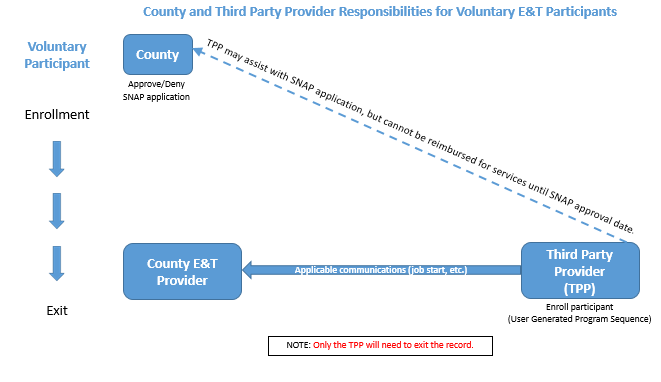 County and Third Party Provider Responsibilities for Voluntary E&T Participants
Voluntary
Participant
County
Approve/Deny
SNAP application
TPP may assist with SNAP application, but cannot be reimbursed for services until SNAP approval date.
Enrollment
County E&T
Provider
Applicable communications (job start, etc.)
Third Party
Provider
(TPP)
Enroll participant
(User Generated Program Sequence)
Exit
NOTE: Only the TPP will need to exit the record.